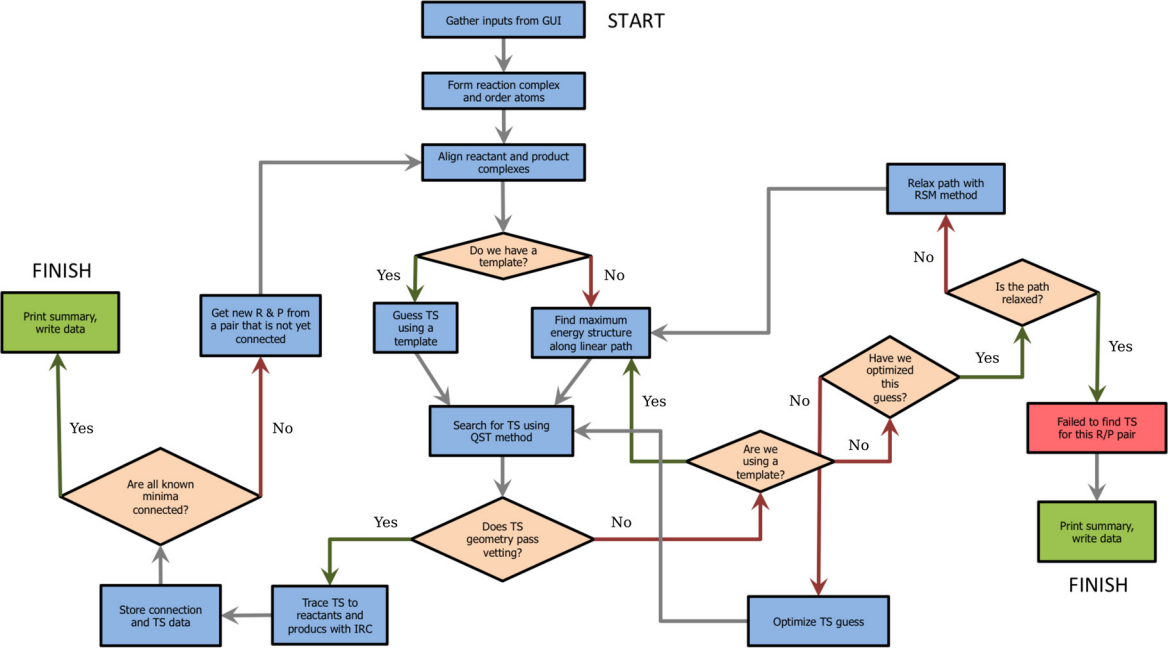 Gather inputs from GUI
START
Form reaction complex
and order atoms
Align reactant and product
complexes
Relax path with
RSM method
Do we have a
template?
Yes
No
No
Is the path
relaxed?
FINISH
Print summary,
write data
Get new R & P from
a pair that is not yet
connected
Guess TS
using a
template
Find maximum
energy structure
along linear path
Have we
optimized
this
guess?
Yes
Yes
No
Yes
Yes
No
Search for TS using
QST method
Failed to find TS
for this R/P pair
Are we
using a
template?
No
Are all known
minima
connected?
Yes
Does TS
geometry pass
vetting?
No
Print summary,
write data
FINISH
Store connection
and TS data
Trace TS to
reactants and
producs with IRC
Optimize TS guess